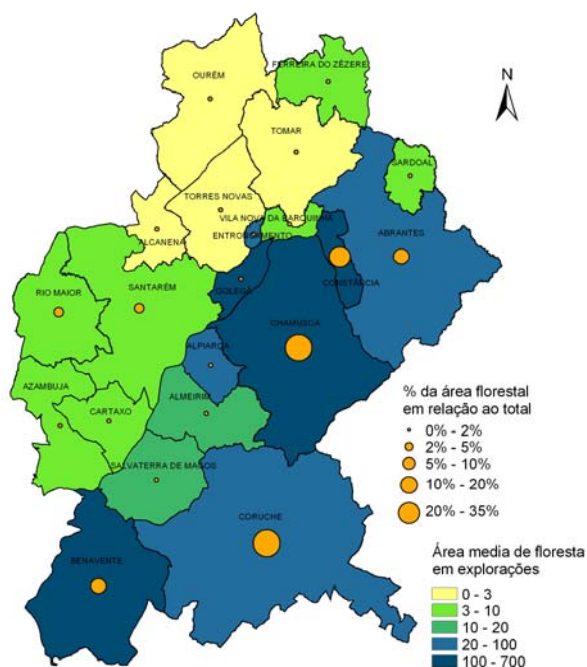 OURÉM
FERREIRA DO ZÊZERE
N
TOMAR
SARDOAL
TORRES NOVAS
VILA NOVA DA BARQUINHA
ALCANENA
ENTRONCAMENTO
ABRANTES
CONSTÂNCIA
GOLEGÃ
RIO MAIOR
SANTARÉM
CHAMUSCA
ALPIARÇA
AZAMBUJA
ALMEIRIM
CARTAXO
SALVATERRA DE MAGOS
CORUCHE
BENAVENTE
% da área florestal
em relação ao total
0% - 2%
2% - 5%
5% - 10%
10% - 20%
20% - 35%
Área media de floresta
em explorações
0 - 3
3 - 10
10 - 20
20 - 100
100 - 700